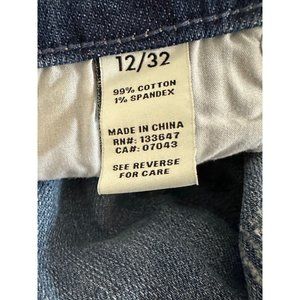 12/32
99% COTTON
1% SPANDEX
MADE IN CHINA
RN#: 133647
CA#: 07043
SEE REVERSE
FOR CARE